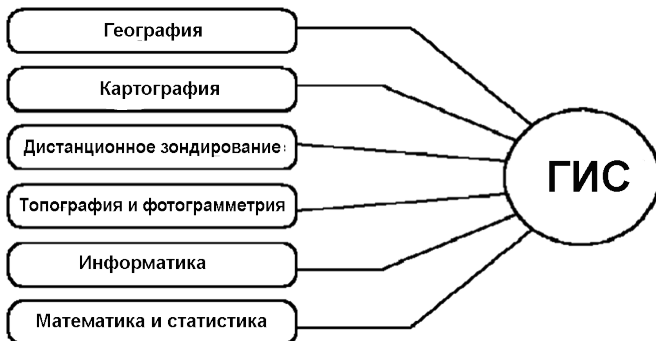 География
Картография
Дистанционное зондирование
Топография и фотограмметрия
Информатика
Математика и статистика
ГИС